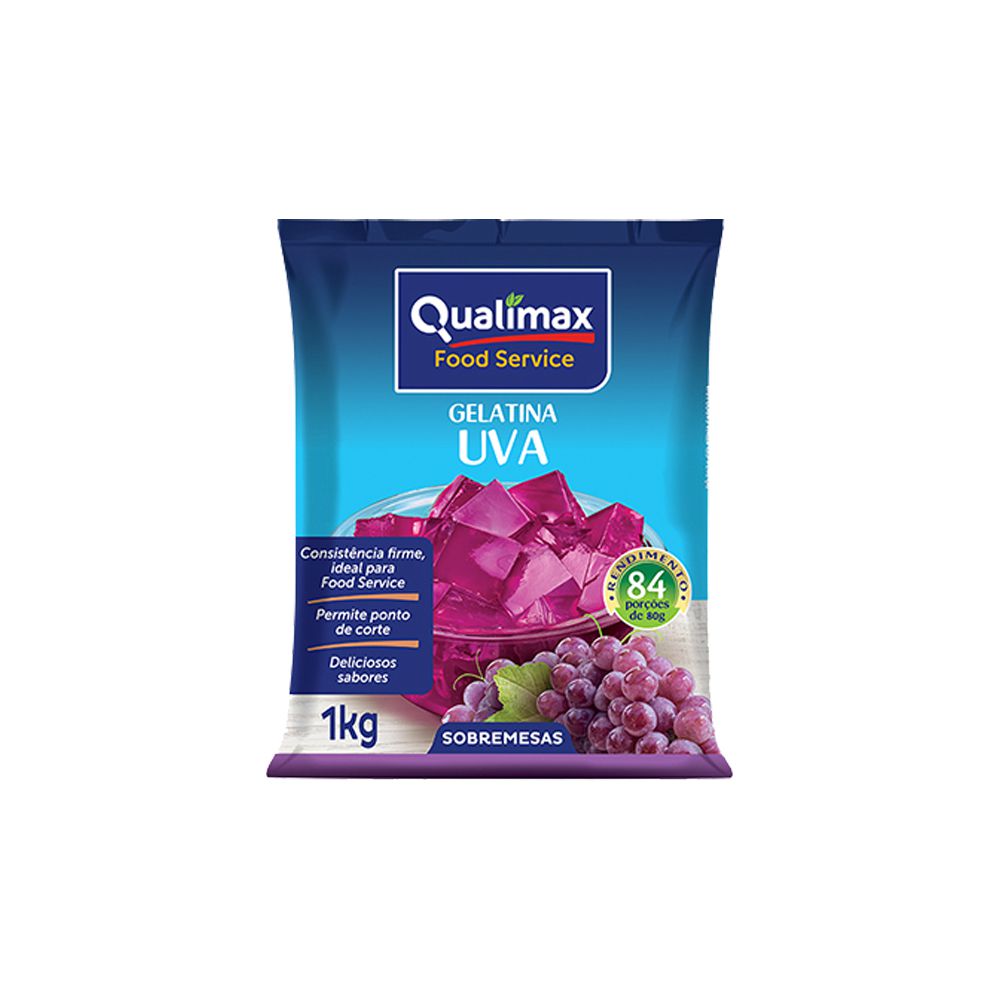 Qualimax
Food Service
GELATINA
UVA
Consistência firme,
ideal para
Food Service
Permite ponto
de corte
Deliciosos
sabores
RENDIMENTO
84
porções
de 80g
1kg
SOBREMESAS